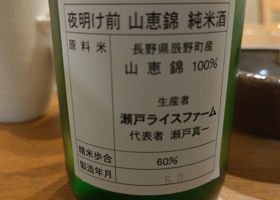 夜明け前 山恵錦 純米酒
原料米
長野県辰野町産
山恵錦 100%
生産者
瀬戸ライスファーム
代表者 瀬戸真一
精米歩合 60%
製造年月